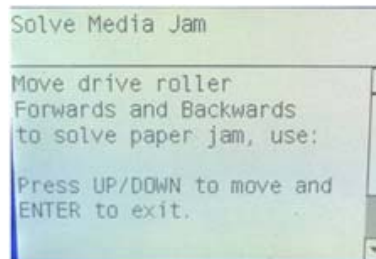 Solve Media Jam
Move drive roller
Forwards and Backwards
to solve paper jam, use:
Press UP/DOWN to move and
ENTER to exit.